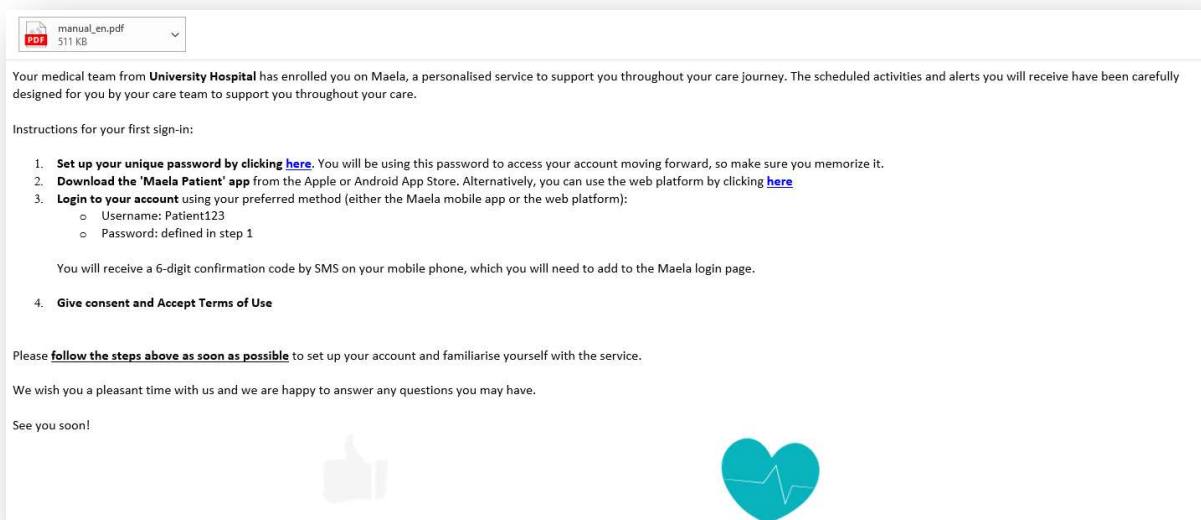 manual_en.pdf
PDF
511 KB
Your medical team from University Hospital has enrolled you on Maela, a personalised service to support you throughout your care journey. The scheduled activities and alerts you will receive have been carefully
designed for you by your care team to support you throughout your care.
Instructions for your first sign-in:
1. Set up your unique password by clicking here. You will be using this password to access your account moving forward, so make sure you memorize it.
2. Download the 'Maela Patient' app from the Apple or Android App Store. Alternatively, you can use the web platform by clicking here
3. Login to your account using your preferred method (either the Maela mobile app or the web platform):
o Username: Patient123
o Password: defined in step 1
You will receive a 6-digit confirmation code by SMS on your mobile phone, which you will need to add to the Maela login page.
4. Give consent and Accept Terms of Use
Please follow the steps above as soon as possible to set up your account and familiarise yourself with the service.
We wish you a pleasant time with us and we are happy to answer any questions you may have.
See you soon!